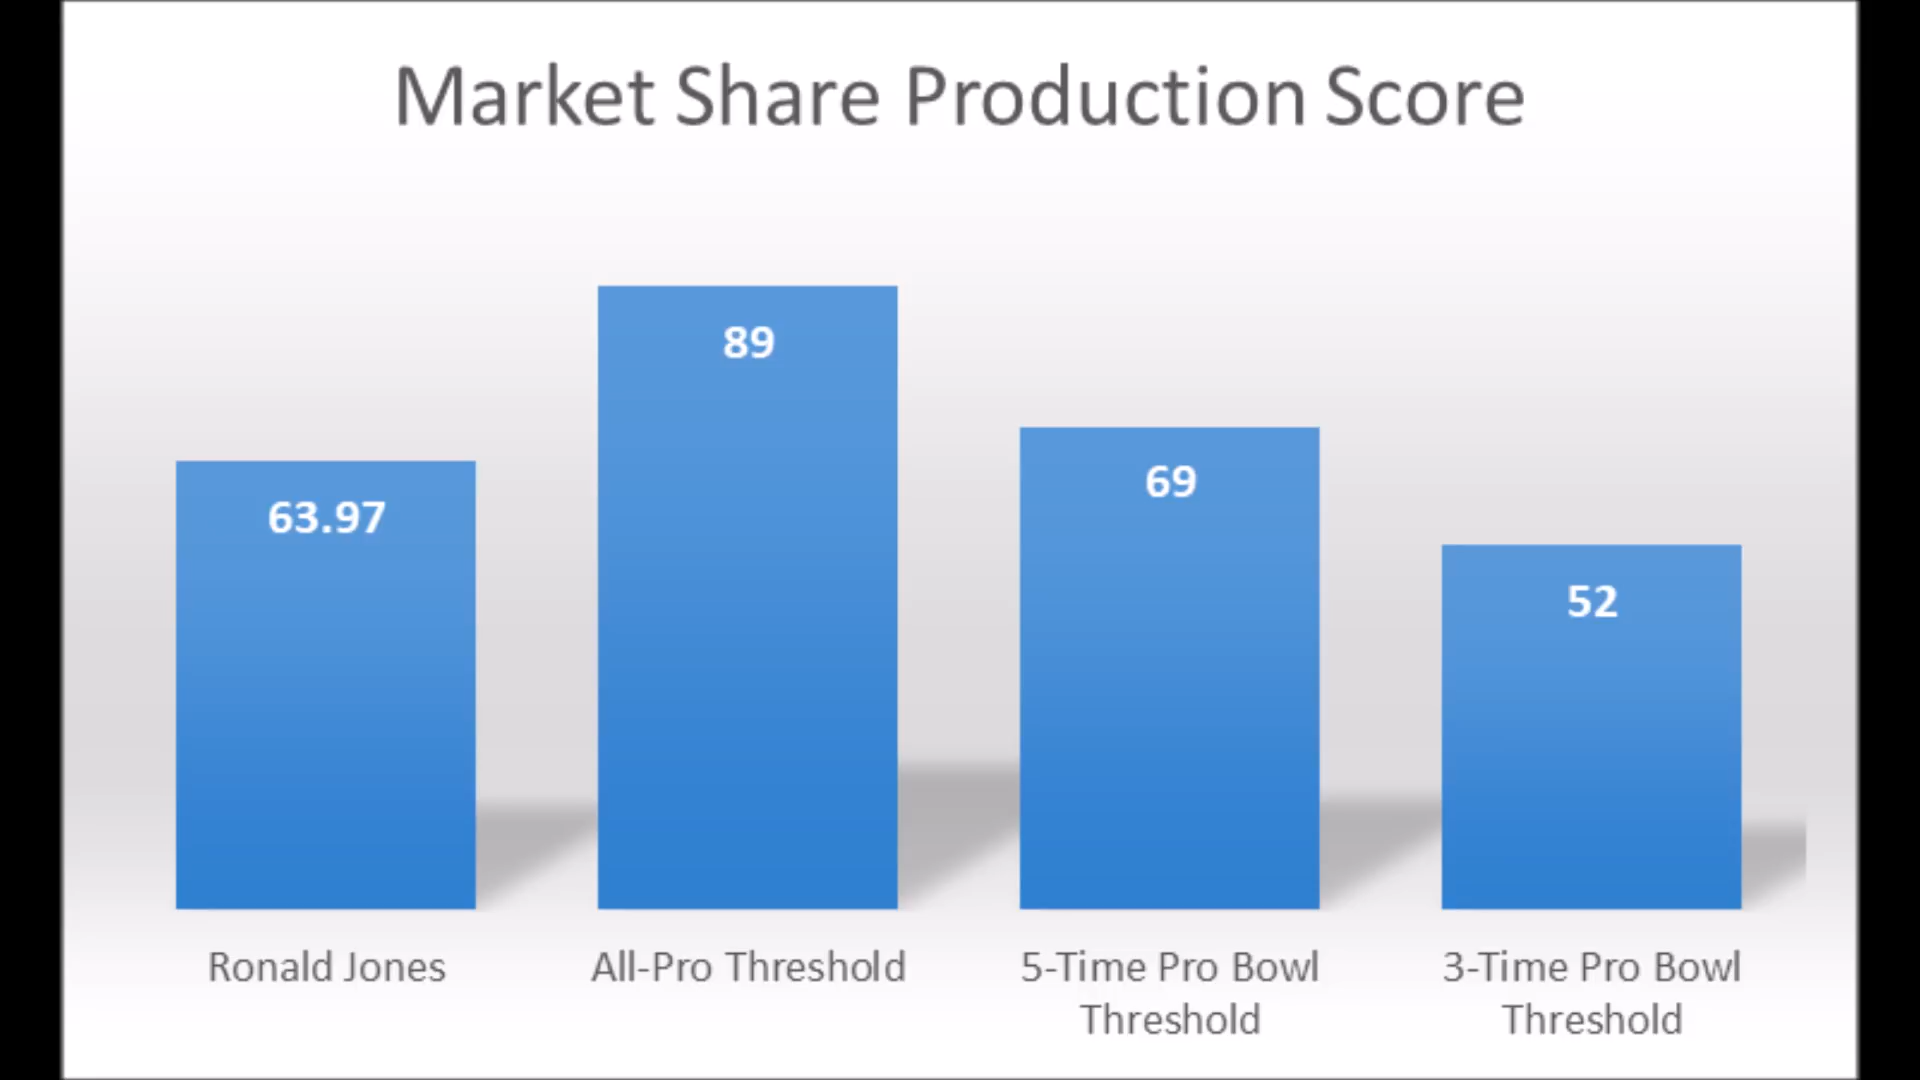 Market Share Production Score
63.97
89
69
52
Ronald Jones
All-Pro Threshold
5-Time Pro Bowl
Threshold
3-Time Pro Bowl
Threshold